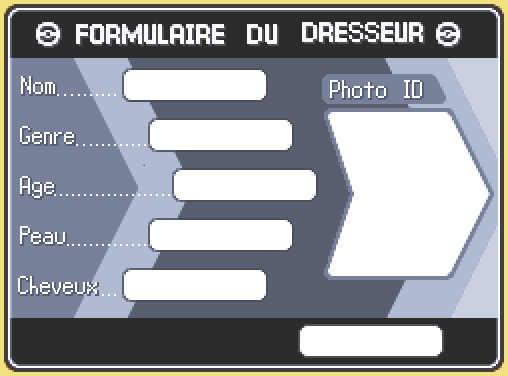 FORMULAIRE DU DRESSEUR
Photo ID
Nom........
Genre............
Age...............
Peau.............
Cheveux...